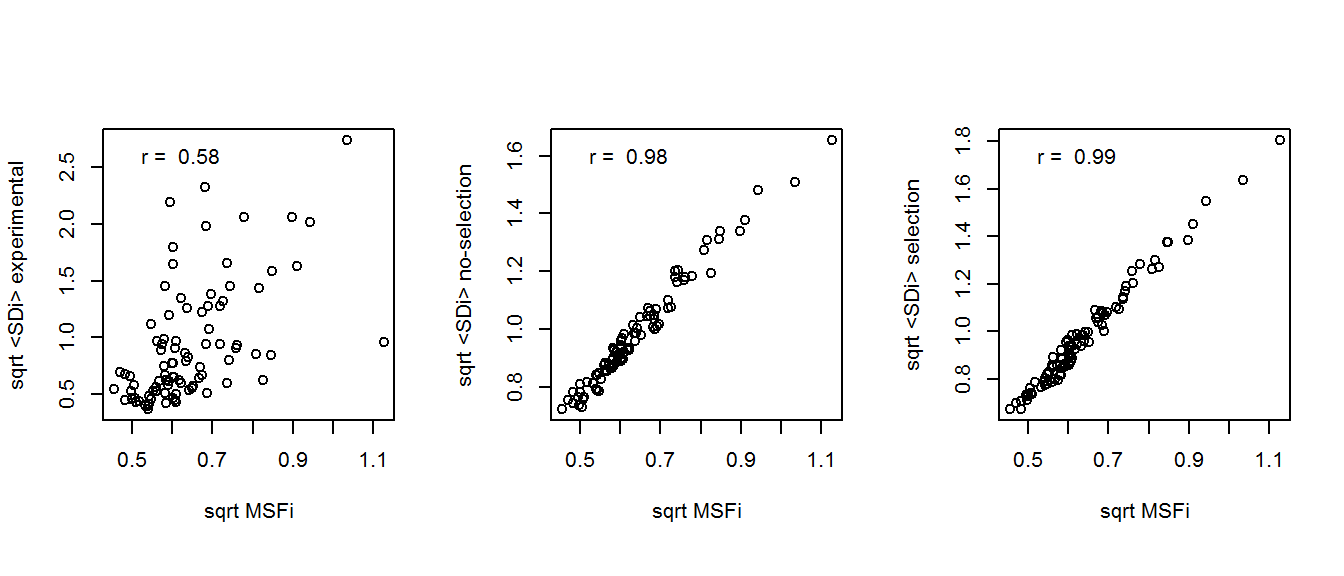 sqrt <SDi> experimental
0.5 1.0 1.5 2.0 2.5
r = 0.58
0.5 0.7 0.9 1.1
sqrt MSFi
sqrt <SDi> no-selection
0.8 1.0 1.2 1.4 1.6
r = 0.98
0.5 0.7 0.9 1.1
sqrt MSFi
sqrt <SDi> selection
0.8 1.0 1.2 1.4 1.6 1.8
r = 0.99
0.5 0.7 0.9 1.1
sqrt MSFi